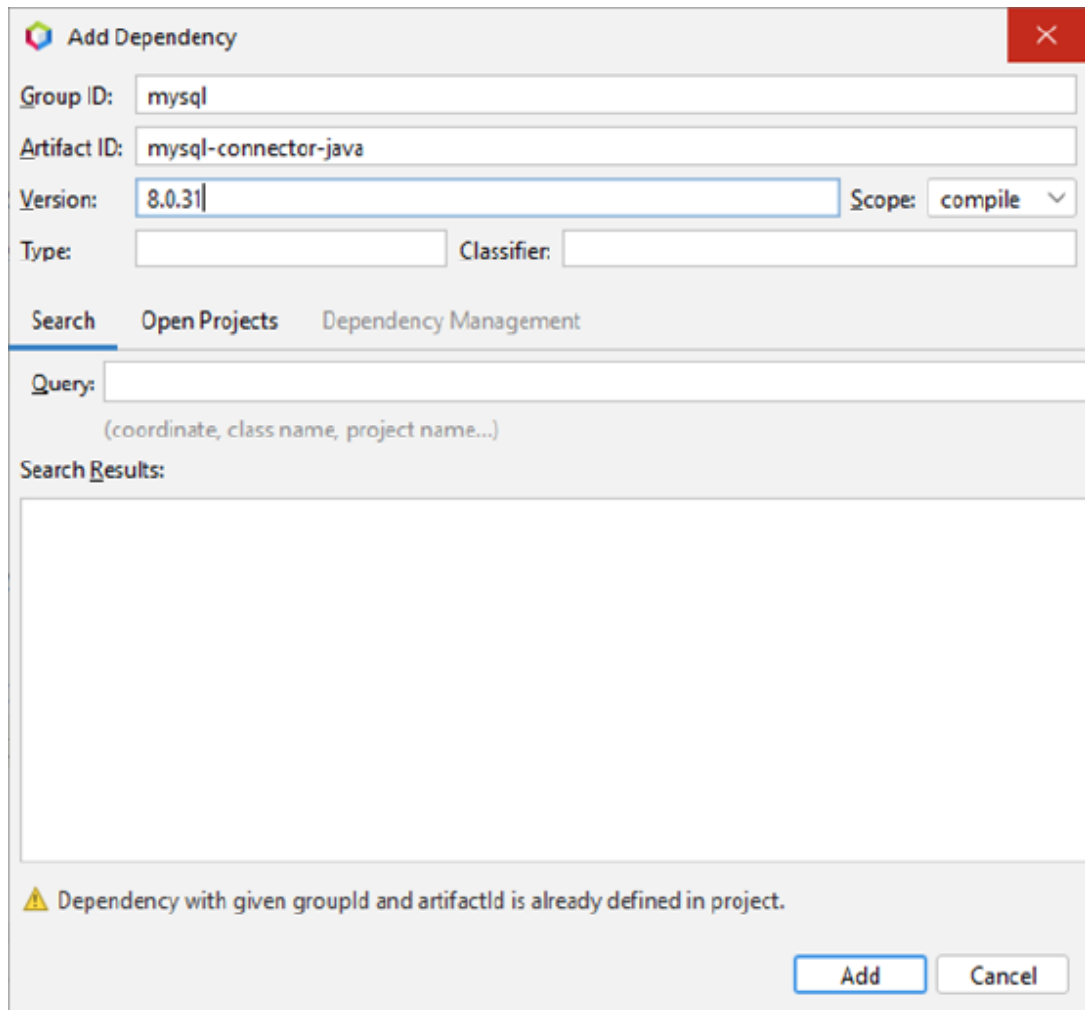 Add Dependency
Group ID: mysql
Artifact ID: mysql-connector-java
Version: 8.0.31 Scope: compile
Type: Classifier:
Search Open Projects Dependency Management
Query:
(coordinate, class name, project name...)
Search Results:
Dependency with given groupId and artifactId is already defined in project.
Add Cancel